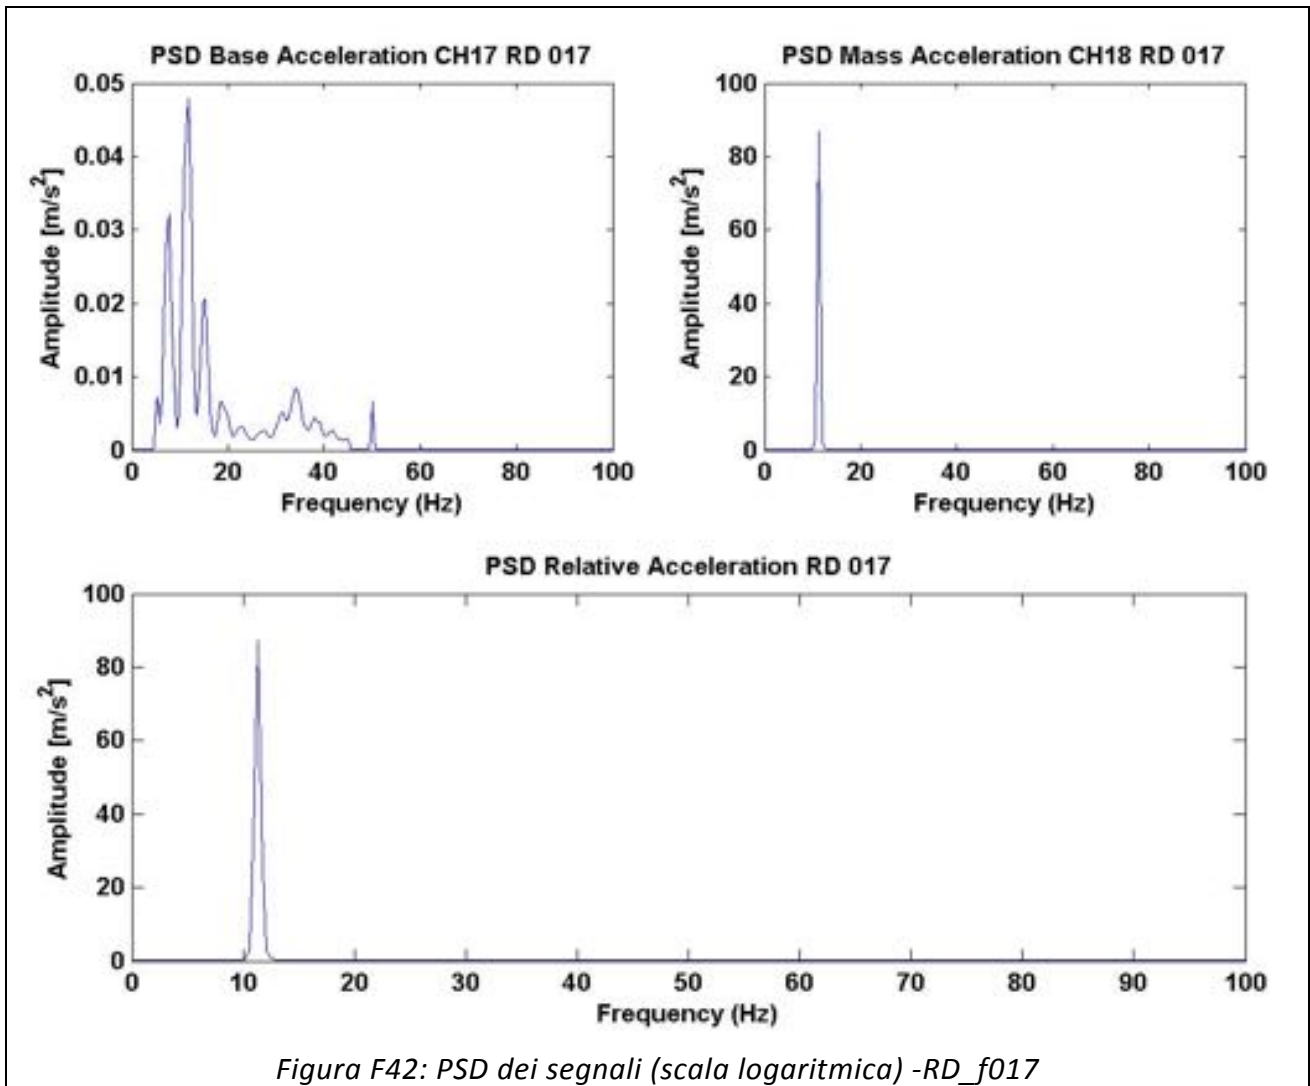 PSD Base Acceleration CH17 RD 017
0.05
0.04
0.03
0.02
0.01
0
Amplitude [m/s²]
0 20 40 60 80 100
Frequency (Hz)
PSD Mass Acceleration CH18 RD 017
100
80
60
40
20
0
Amplitude [m/s²]
0 20 40 60 80 100
Frequency (Hz)
PSD Relative Acceleration RD 017
100
80
60
40
20
0
Amplitude [m/s²]
0 10 20 30 40 50 60 70 80 90 100
Frequency (Hz)
Figura F42: PSD dei segnali (scala logaritmica) -RD_f017